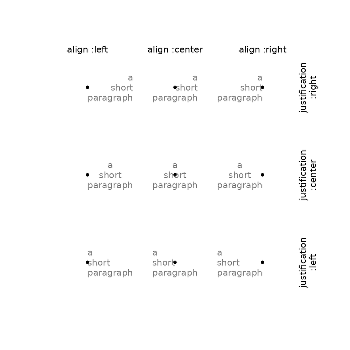 align :left align :center align :right
a a a
short short short
paragraph paragraph paragraph
justification
:right
a a a
short short short
paragraph paragraph paragraph
justification
:center
a a a
short short short
paragraph paragraph paragraph
justification
:left